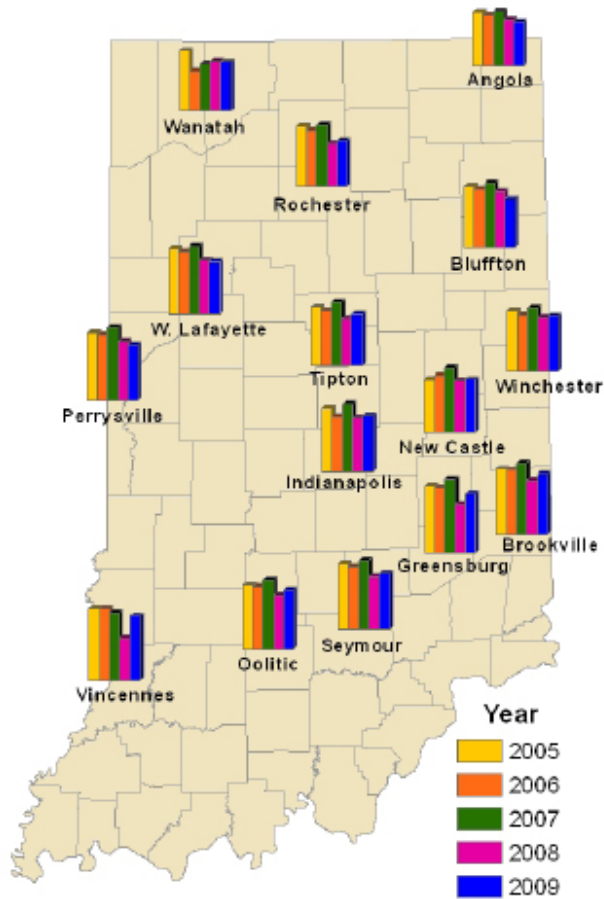 Angola
Wanatah
Rochester
Bluffton
W. Lafayette
Tipton
Winchester
Perrysville
New Castle
Indianapolis
Brookville
Greensburg
Seymour
Oolitic
Vincennes
Year
2005
2006
2007
2008
2009